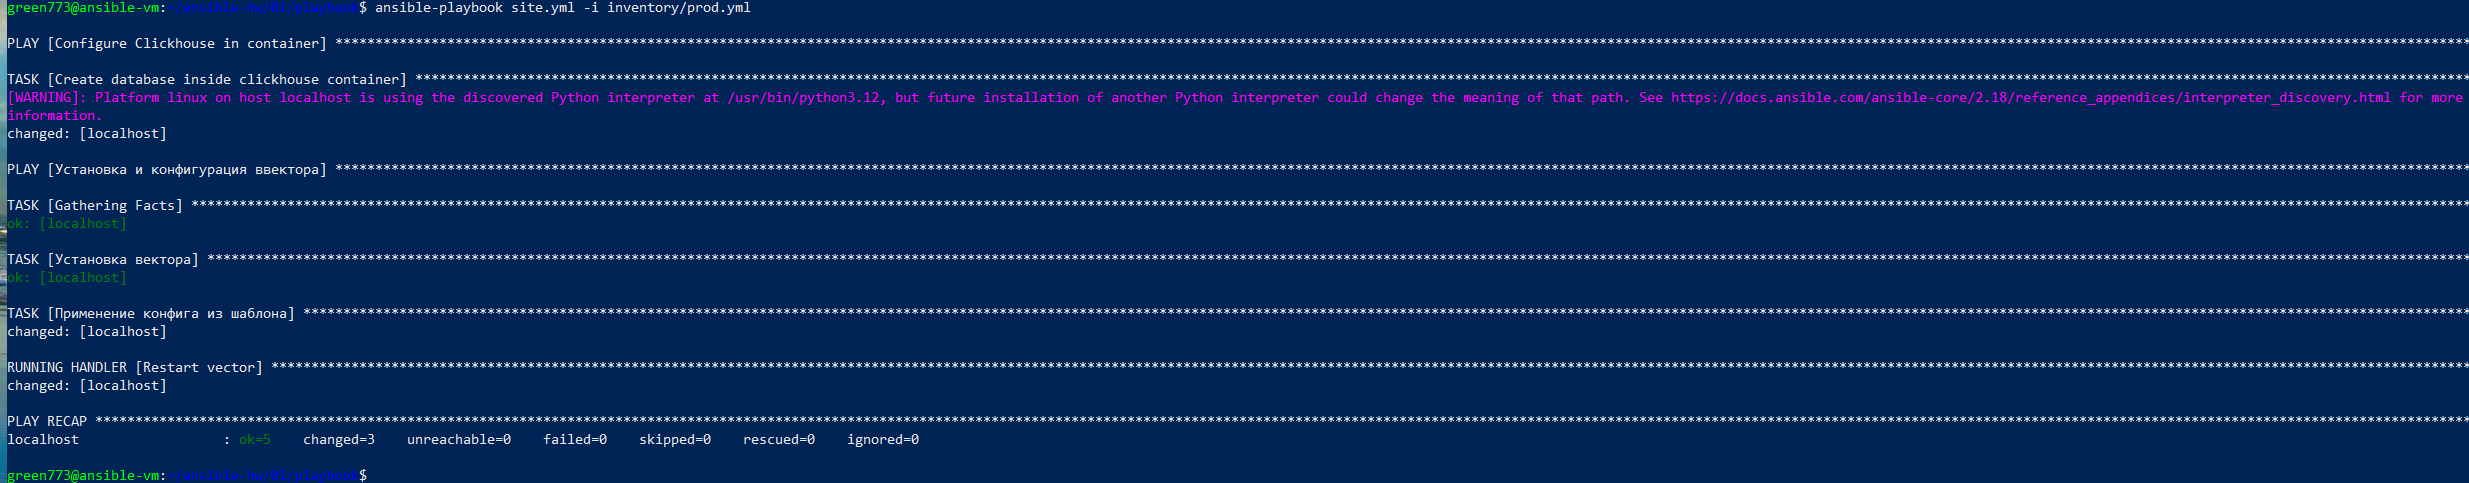 green773@ansible-vm:~/ansible-hw/01/playbook$ ansible-playbook site.yml -i inventory/prod.yml
PLAY [Configure Clickhouse in container] ****************************************
TASK [Create database inside clickhouse container] ****************************************
[WARNING]: Platform linux on host localhost is using the discovered Python interpreter at /usr/bin/python3.12, but future installation of another Python interpreter could change the meaning of that path. See https://docs.ansible.com/ansible-core/2.18/reference_appendices/interpreter_discovery.html for more
information.
changed: [localhost]
PLAY [Установка и конфигурация ввектора] ****************************************
TASK [Gathering Facts] ****************************************
ok: [localhost]
TASK [Установка вектора] ****************************************
ok: [localhost]
TASK [Применение конфига из шаблона] ****************************************
changed: [localhost]
RUNNING HANDLER [Restart vector] ****************************************
changed: [localhost]
PLAY RECAP ****************************************
localhost                  : ok=5    changed=3    unreachable=0    failed=0    skipped=0    rescued=0    ignored=0
green773@ansible-vm:~/ansible-hw/01/playbook$